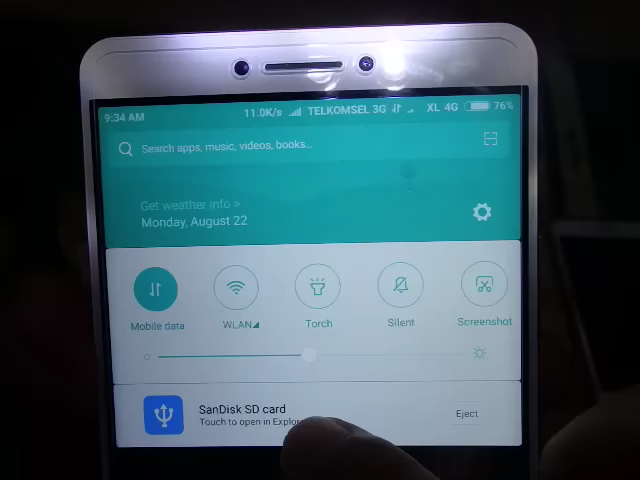 9:34 AM 11.0K/s TELKOMSEL 3G XL 4G 76%
Search apps, music, videos, books...
Get weather info >
Monday, August 22
Mobile data WLAN Torch Silent Screenshot
SanDisk SD card
Touch to open in Eject